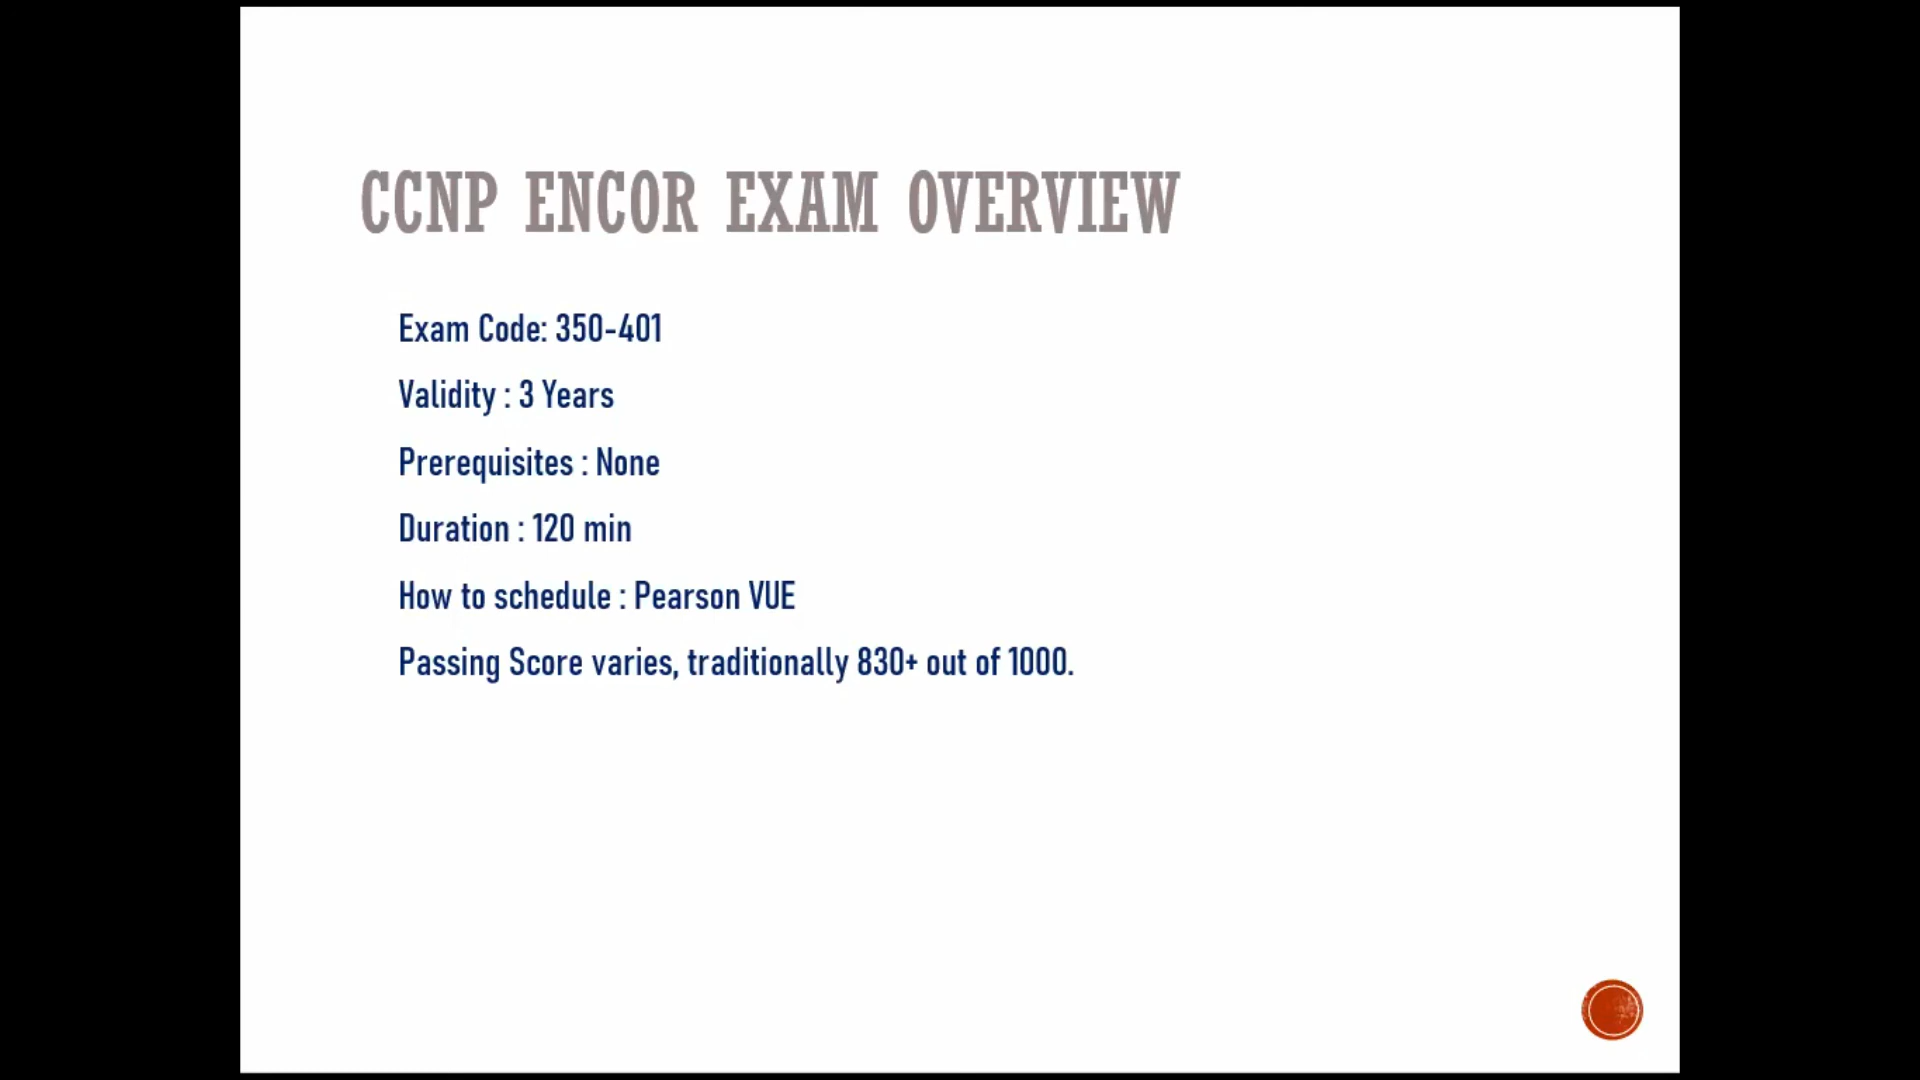 CCNP ENCOR EXAM OVERVIEW
Exam Code: 350-401
Validity : 3 Years
Prerequisites : None
Duration : 120 min
How to schedule : Pearson VUE
Passing Score varies, traditionally 830+ out of 1000.